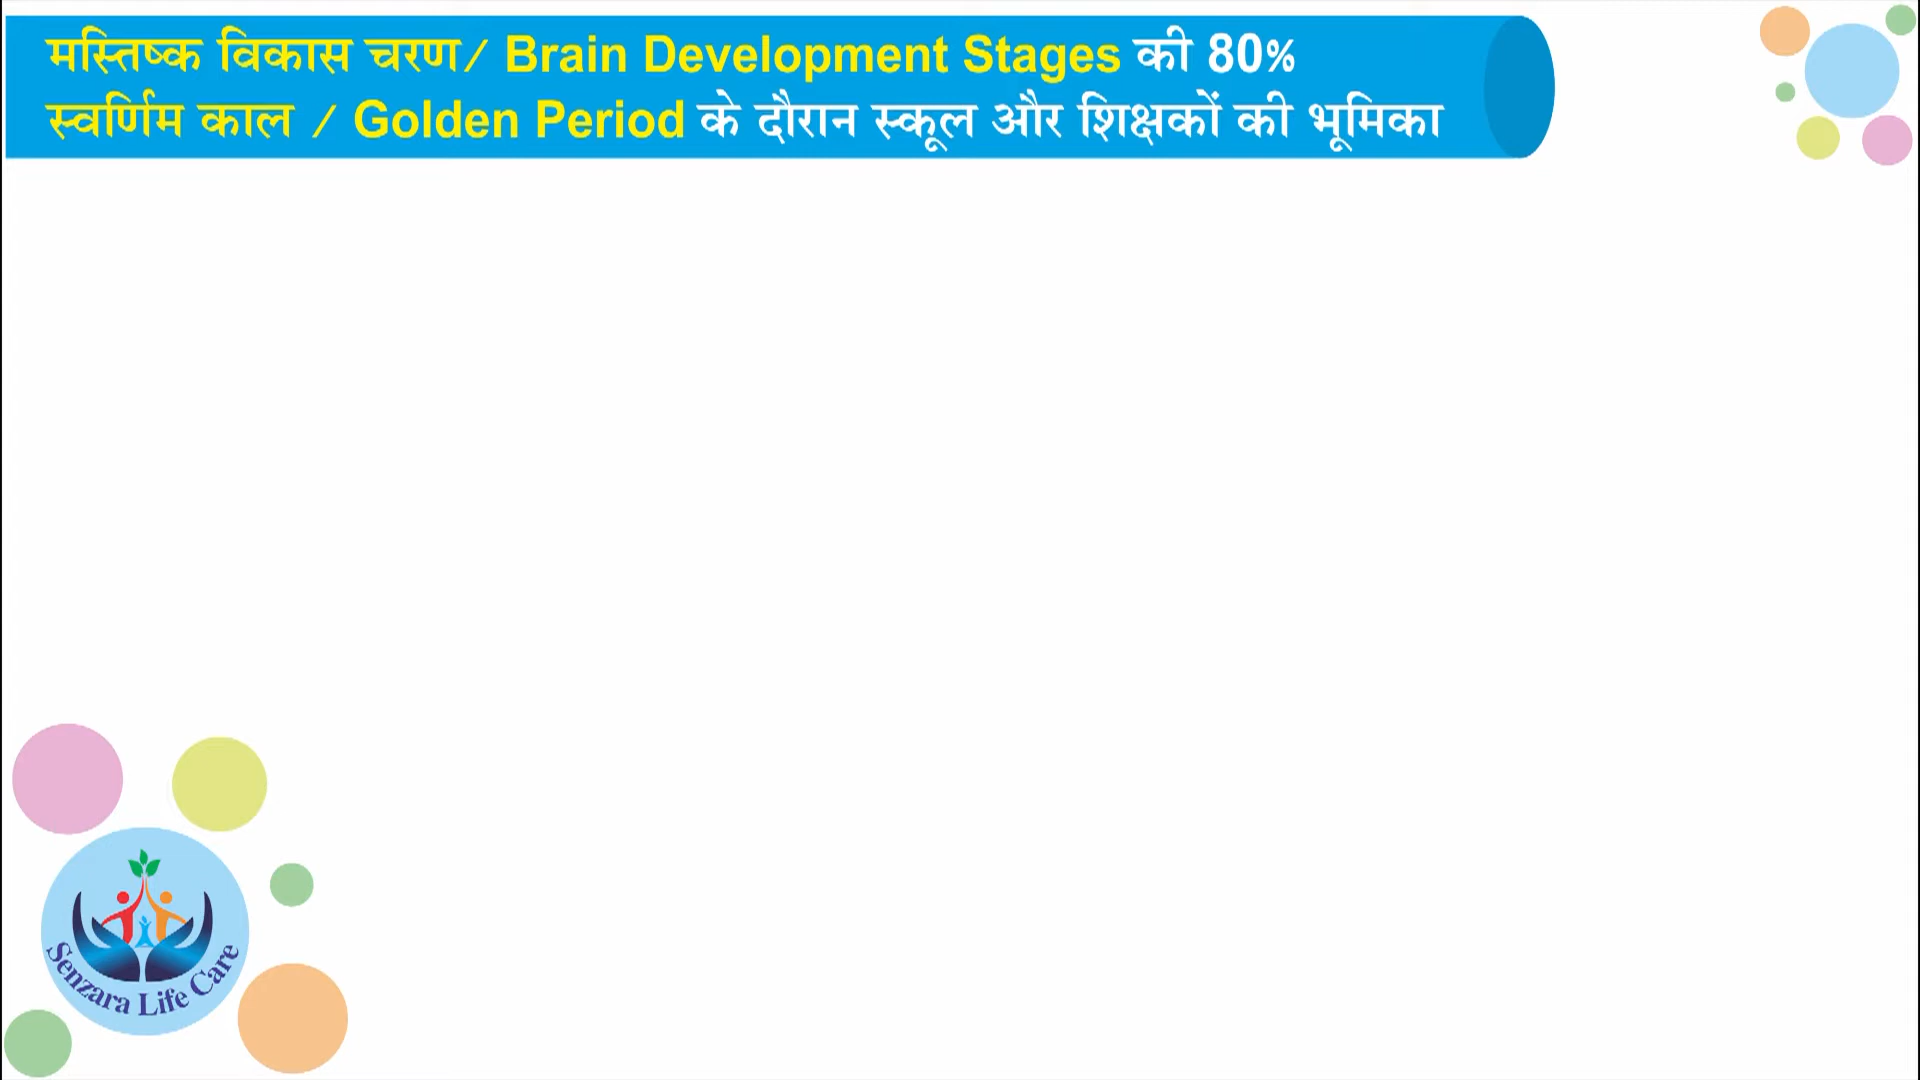 मस्तिष्क विकास चरण/ Brain Development Stages की 80%
स्वर्णिम काल / Golden Period के दौरान स्कूल और शिक्षकों की भूमिका
Senzara Life Care